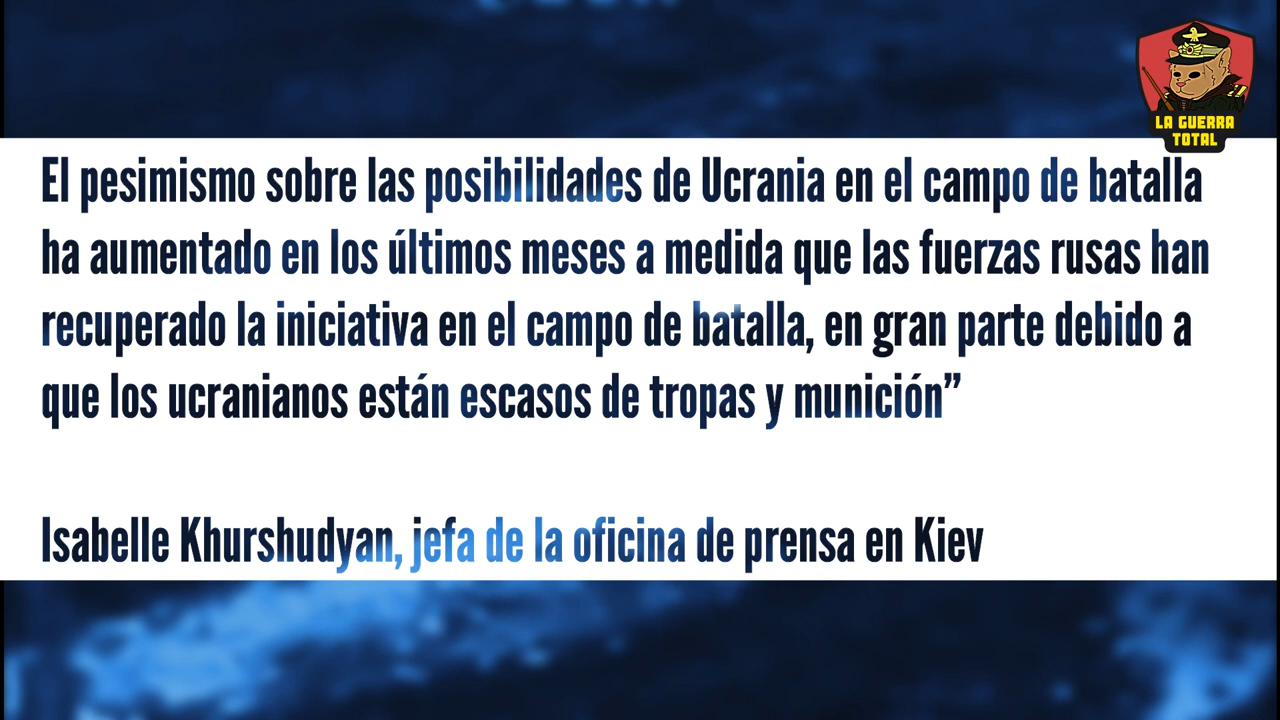 LA GUERRA
TOTAL
El pesimismo sobre las posibilidades de Ucrania en el campo de batalla
ha aumentado en los últimos meses a medida que las fuerzas rusas han
recuperado la iniciativa en el campo de batalla, en gran parte debido a
que los ucranianos están escasos de tropas y munición”
Isabelle Khurshudyan, jefa de la oficina de prensa en Kiev